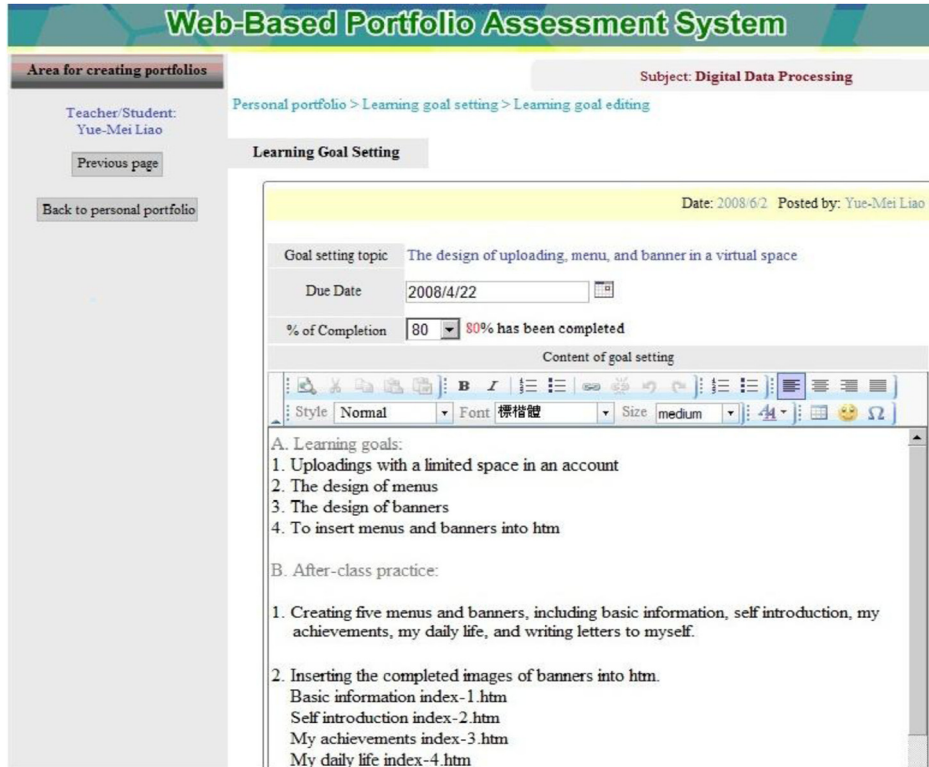 Web-Based Portfolio Assessment System
Area for creating portfolios
Subject: Digital Data Processing
Teacher/Student:
Yue-Mei Liao
Previous page
Back to personal portfolio
Personal portfolio > Learning goal setting > Learning goal editing
Learning Goal Setting
Date: 2008/6/2 Posted by: Yue-Mei Liao
Goal setting topic The design of uploading, menu, and banner in a virtual space
Due Date 2008/4/22
% of Completion 80 80% has been completed
Content of goal setting
B I
Style Normal Font 標楷體 Size medium A Ω
A. Learning goals:
1. Uploadings with a limited space in an account
2. The design of menus
3. The design of banners
4. To insert menus and banners into htm
B. After-class practice:
1. Creating five menus and banners, including basic information, self introduction, my
achievements, my daily life, and writing letters to myself.
2. Inserting the completed images of banners into htm.
Basic information index-1.htm
Self introduction index-2.htm
My achievements index-3.htm
My daily life index-4.htm